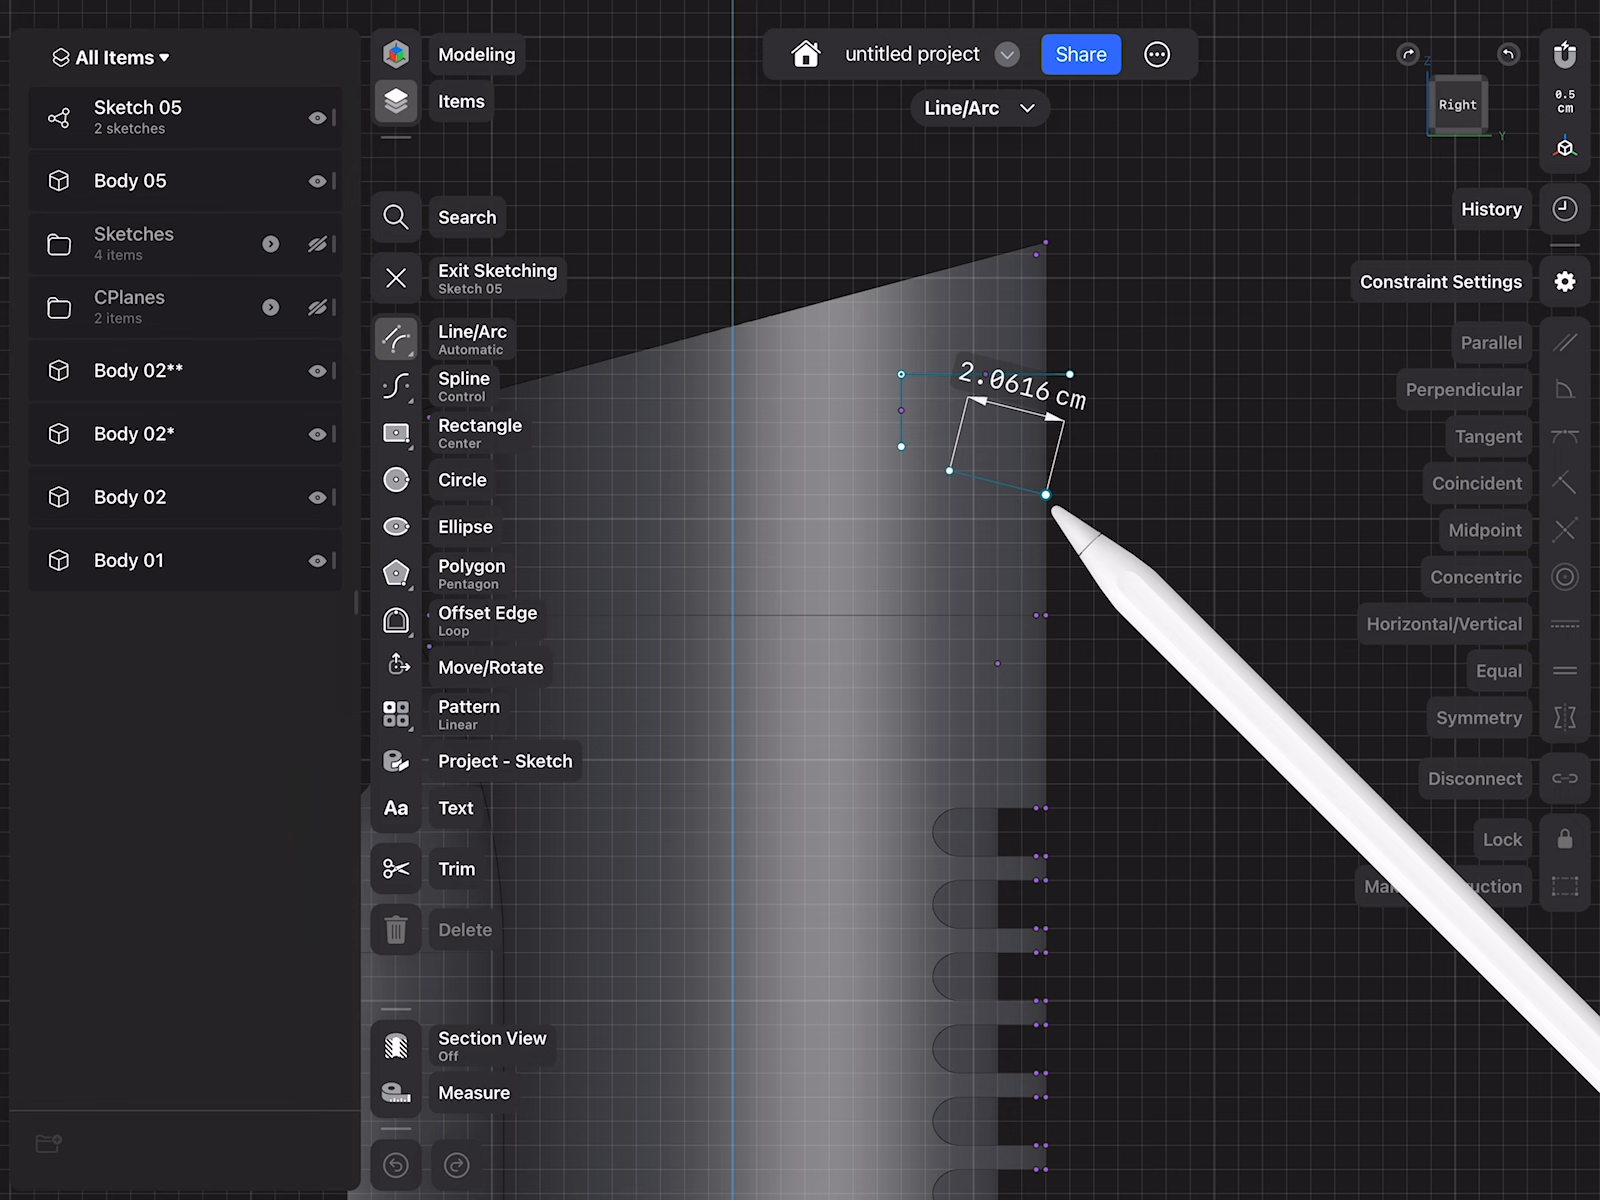 All Items
Sketch 05
2 sketches
Body 05
Sketches
4 items
CPlanes
2 items
Body 02**
Body 02*
Body 02
Body 01
Modeling
Items
Search
Exit Sketching
Sketch 05
Line/Arc
Automatic
Spline
Control
Rectangle
Center
Circle
Ellipse
Polygon
Pentagon
Offset Edge
Loop
Move/Rotate
Pattern
Linear
Project - Sketch
Aa Text
Trim
Delete
Section View
Off
Measure
untitled project
Share
Line/Arc
2.0616 cm
Z
Right
Y
0.5
cm
History
Constraint Settings
Parallel
Perpendicular
Tangent
Coincident
Midpoint
Concentric
Horizontal/Vertical
Equal
Symmetry
Disconnect
Lock